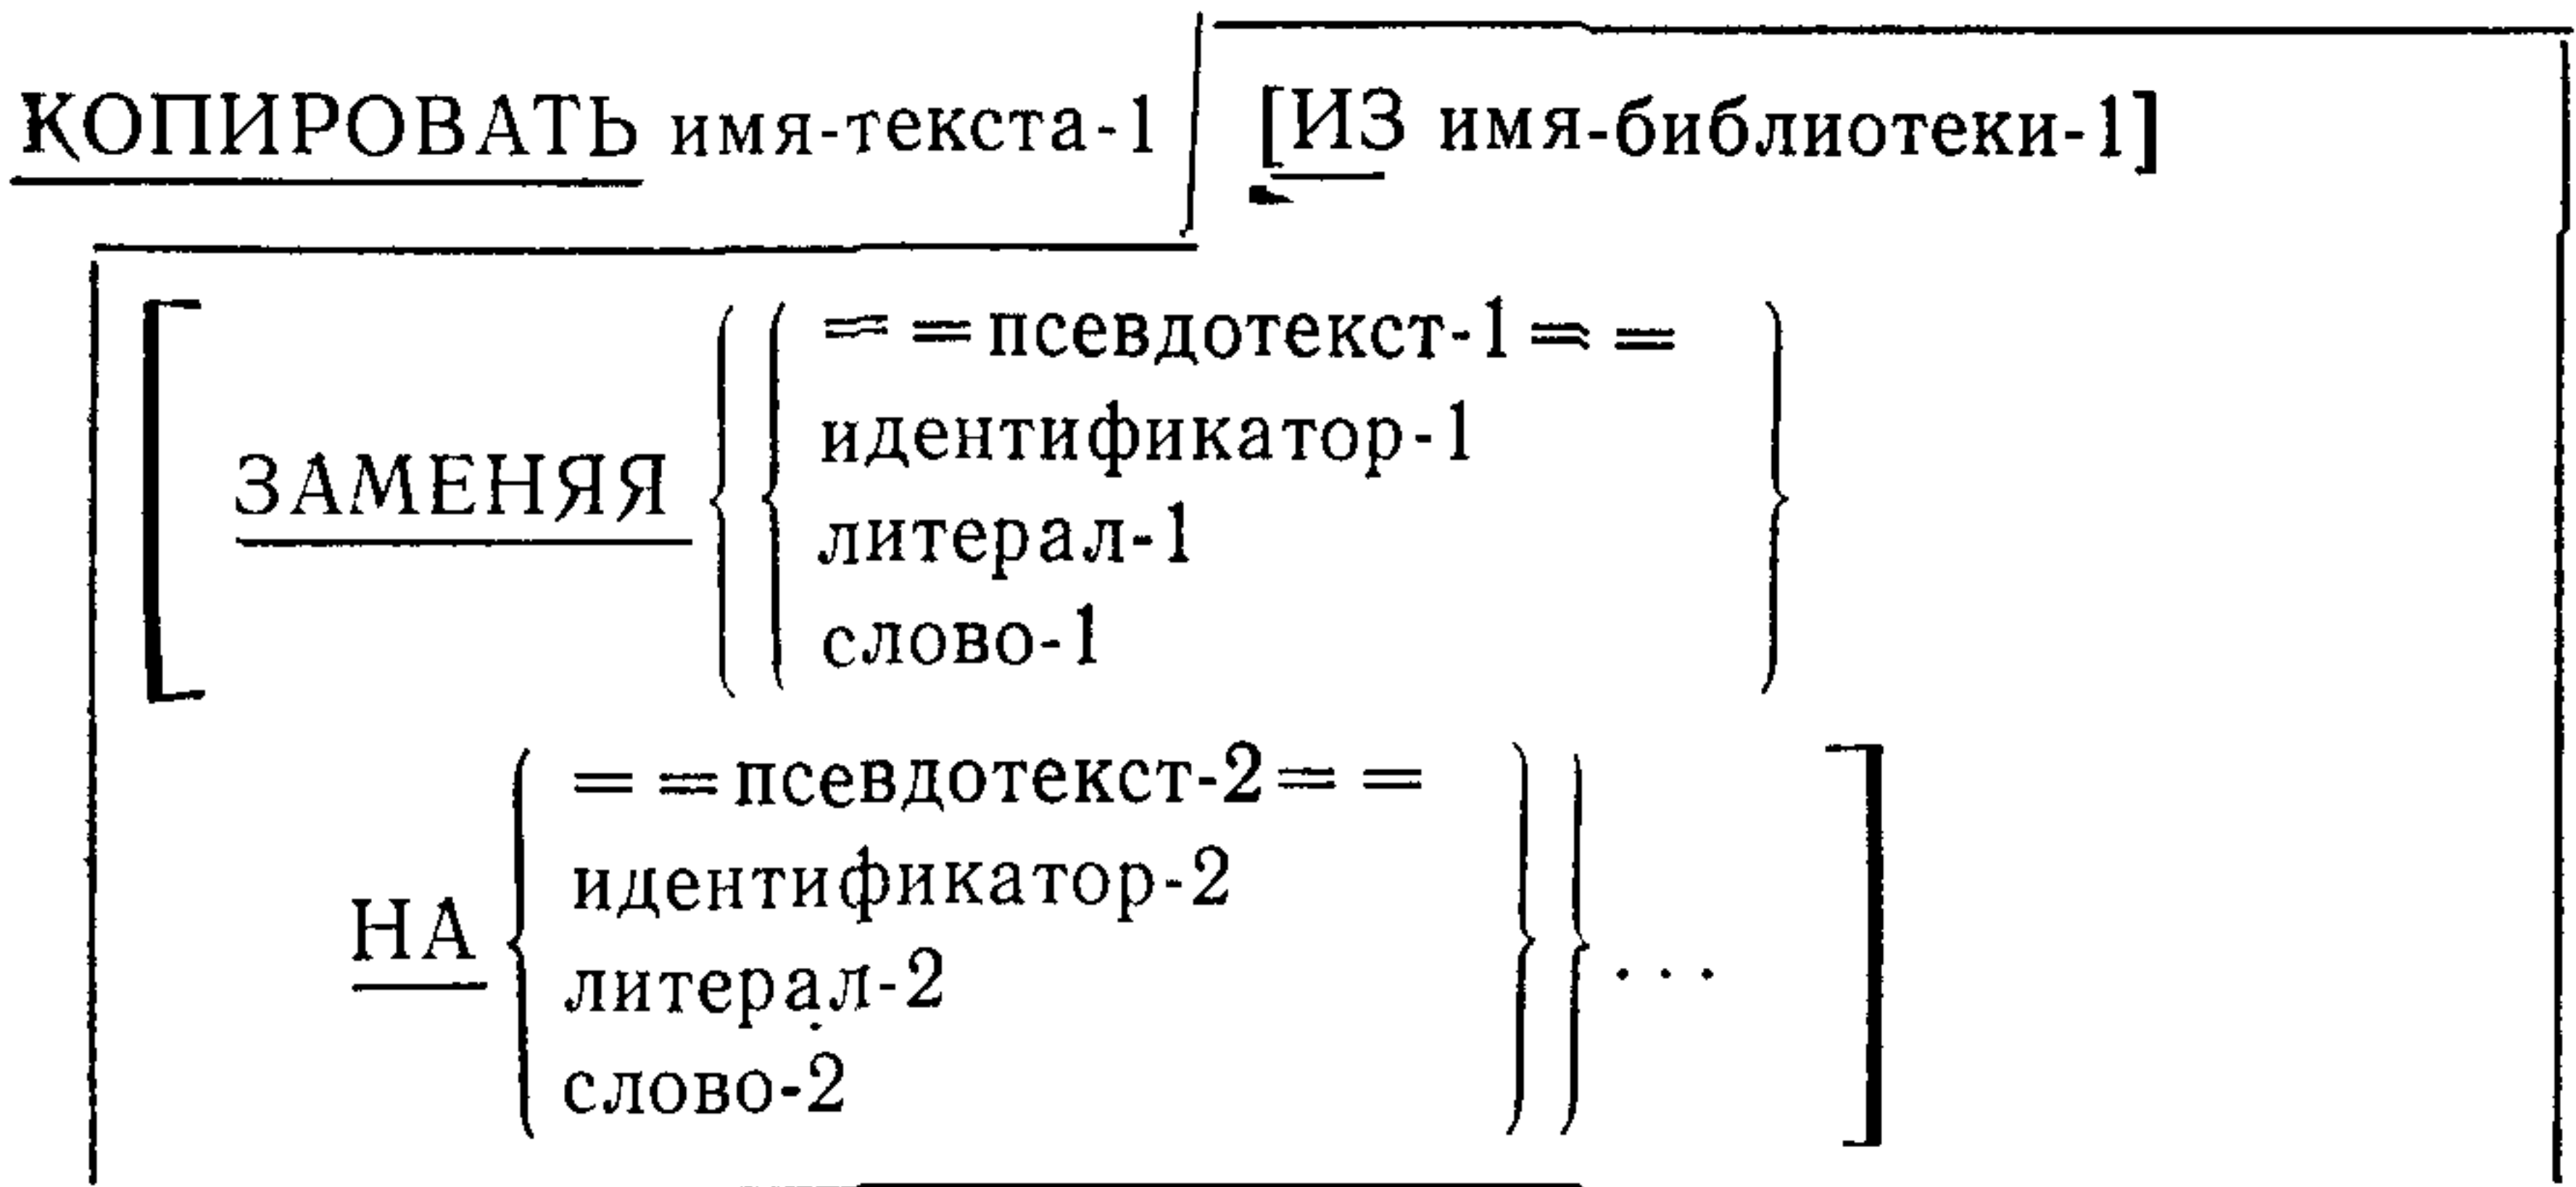 КОПИРОВАТЬ имя-текста-1 [ИЗ имя-библиотеки-1]
= = псевдотекст-1 = =
идентификатор-1
ЗАМЕНЯЯ
литерал-1
слово-1
= = псевдотекст-2 = =
идентификатор-2
НА
литерал-2
...
слово-2